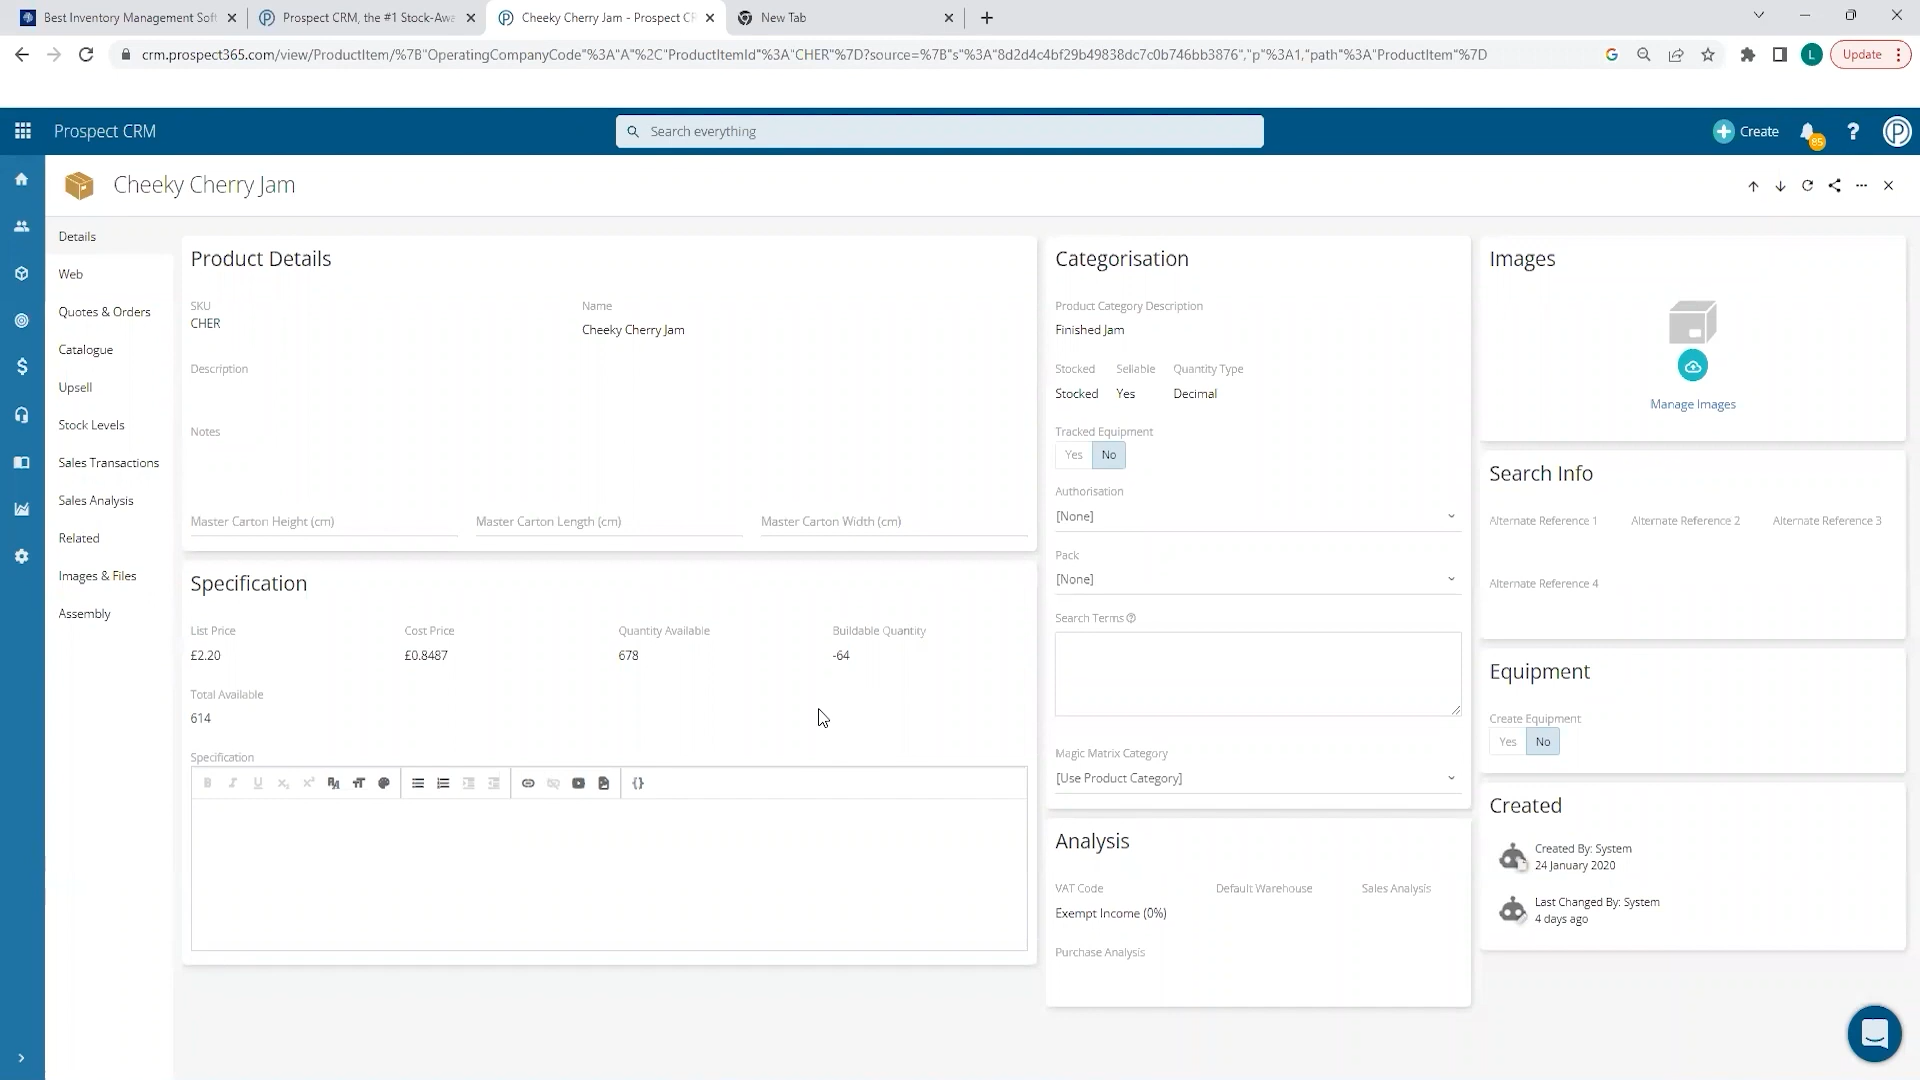 Best Inventory Management Soft
Prospect CRM, the #1 Stock-Awa
Cheeky Cherry Jam - Prospect CR
New Tab
crm.prospect365.com/view/ProductItem/%7B"OperatingCompanyCode"%3A"A"%2C"ProductItemId"%3A"CHER"%7D?source=%7B"s"%3A"8d2d4c4bf29b49838dc7c0b746bb3876","p"%3A1,"path"%3A"ProductItem"%7D
L
Update
Prospect CRM
Search everything
Create
85
?
P
Cheeky Cherry Jam
Details
Web
Quotes & Orders
Catalogue
Upsell
Stock Levels
Sales Transactions
Sales Analysis
Related
Images & Files
Assembly
Product Details
SKU
CHER
Name
Cheeky Cherry Jam
Description
Notes
Master Carton Height (cm)
Master Carton Length (cm)
Master Carton Width (cm)
Specification
List Price
£2.20
Cost Price
£0.8487
Quantity Available
678
Buildable Quantity
-64
Total Available
614
Specification
Categorisation
Product Category Description
Finished Jam
Stocked Sellable Quantity Type
Stocked Yes Decimal
Tracked Equipment
Yes No
Authorisation
[None]
Pack
[None]
Search Terms
Magic Matrix Category
[Use Product Category]
Analysis
VAT Code Default Warehouse Sales Analysis
Exempt Income (0%)
Purchase Analysis
Images
Manage Images
Search Info
Alternate Reference 1 Alternate Reference 2 Alternate Reference 3
Alternate Reference 4
Equipment
Create Equipment
Yes No
Created
Created By: System
24 January 2020
Last Changed By: System
4 days ago